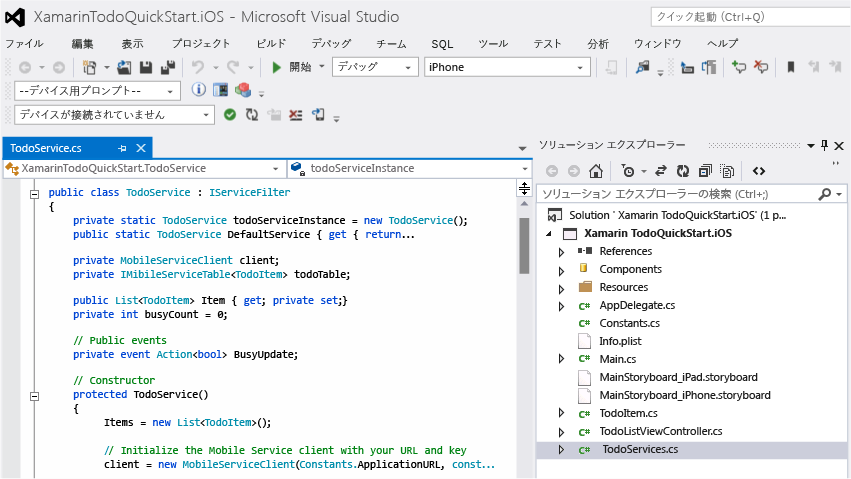 XamarinTodoQuickStart.iOS - Microsoft Visual Studio
クイック起動 (Ctrl+Q)
ファイル 編集 表示 プロジェクト ビルド デバッグ チーム SQL ツール テスト 分析 ウィンドウ ヘルプ
開始 デバッグ iPhone
--デバイス用プロンプト--
デバイスが接続されていません
TodoService.cs
XamarinTodoQuickStart.TodoService todoServiceInstance
public class TodoService : IServiceFilter
{
private static TodoService todoServiceInstance = new TodoService();
public static TodoService DefaultService { get { return...
private MobileServiceClient client;
private IMibileServiceTable<TodoItem> todoTable;
public List<TodoItem> Item { get; private set;}
private int busyCount = 0;
// Public events
private event Action<bool> BusyUpdate;
// Constructor
protected TodoService()
{
Items = new List<TodoItem>();
// Initialize the Mobile Service client with your URL and key
client = new MobileServiceClient(Constants.ApplicationURL, const...
ソリューション エクスプローラー
ソリューション エクスプローラーの検索 (Ctrl+;)
Solution ' Xamarin TodoQuickStart.iOS' (1 p...
Xamarin TodoQuickStart.iOS
References
Components
Resources
C# AppDelegate.cs
C# Constants.cs
Info.plist
C# Main.cs
MainStoryboard_iPad.storyboard
MainStoryboard_iPhone.storyboard
C# TodoItem.cs
C# TodoListViewController.cs
C# TodoServices.cs